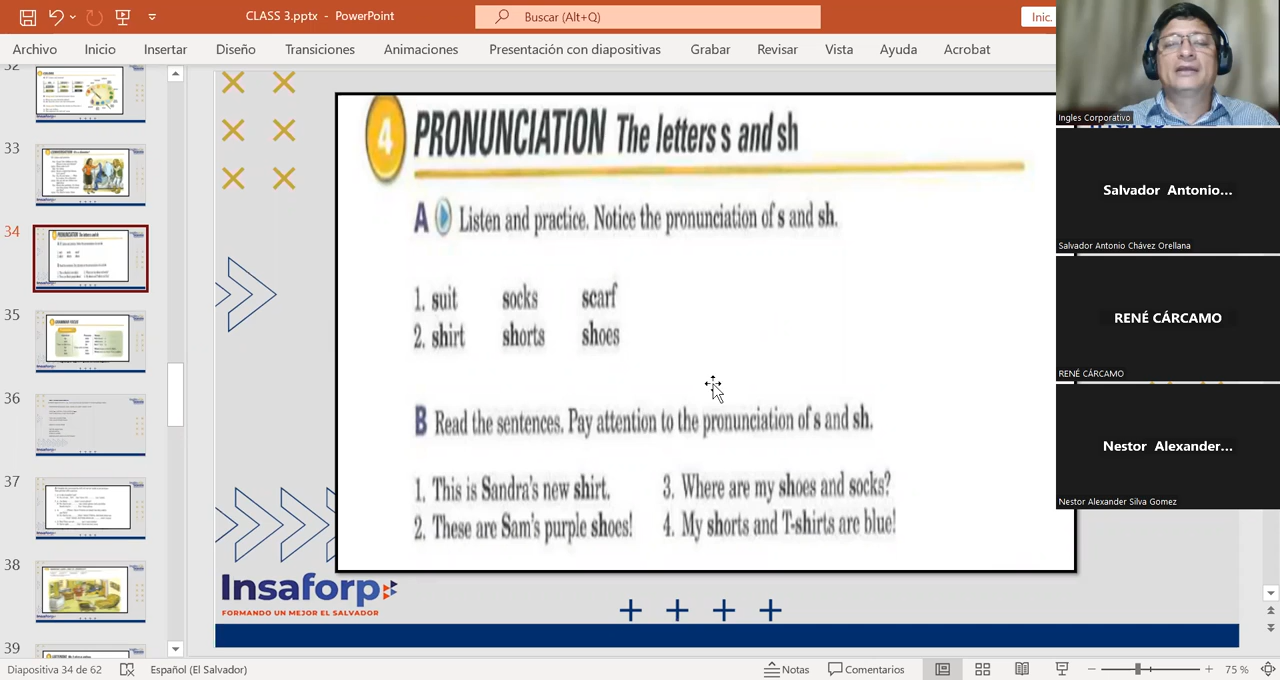 CLASS 3.pptx - PowerPoint
Buscar (Alt+Q)
Inic.
Archivo Inicio Insertar Diseño Transiciones Animaciones Presentación con diapositivas Grabar Revisar Vista Ayuda Acrobat
32
33
34
35
36
37
38
39
4 PRONUNCIATION The letters s and sh
A Listen and practice. Notice the pronunciation of s and sh.
1. suit socks scarf
2. shirt shorts shoes
B Read the sentences. Pay attention to the pronunciation of s and sh.
1. This is Sandra's new shirt.
2. These are Sam's purple shoes!
3. Where are my shoes and socks?
4. My shorts and T-shirts are blue!
Insaforp
FORMANDO UN MEJOR EL SALVADOR
Ingles Corporativo
Salvador Antonio...
Salvador Antonio Chávez Orellana
RENÉ CÁRCAMO
RENÉ CÁRCAMO
Nestor Alexander...
Nestor Alexander Silva Gomez
Diapositiva 34 de 62
Español (El Salvador)
Notas
Comentarios
75 %